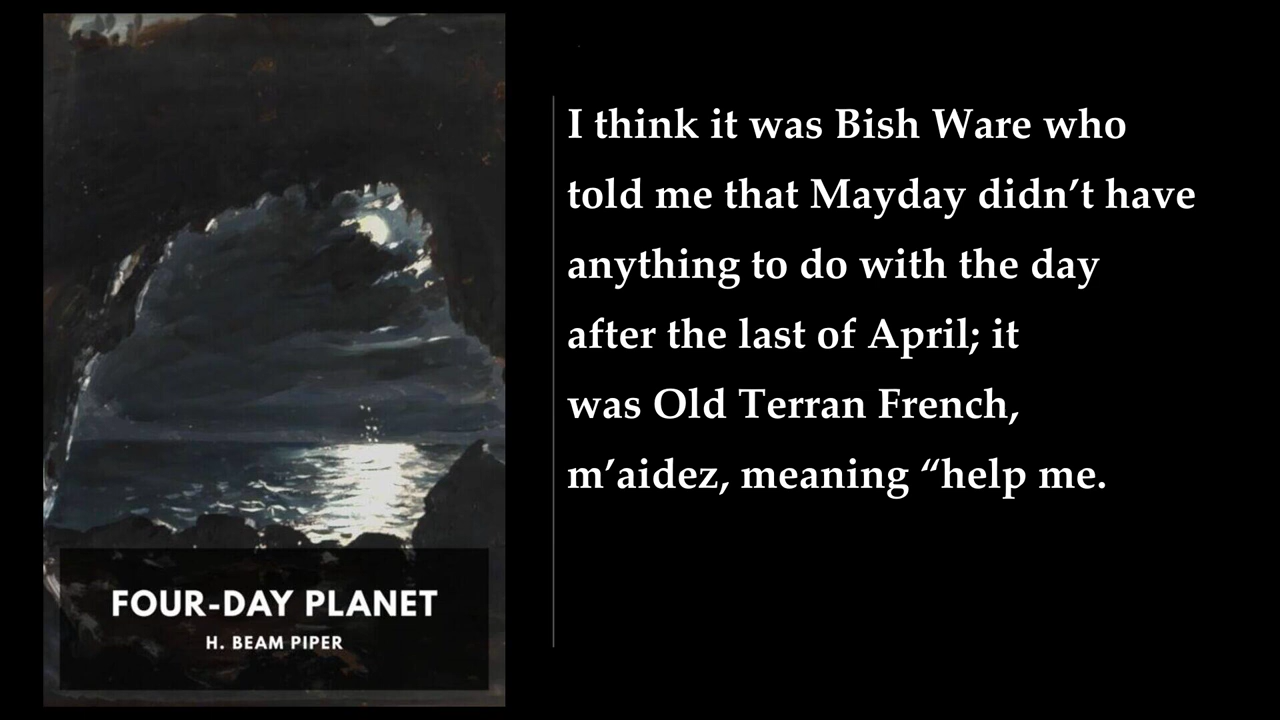 FOUR-DAY PLANET
H. BEAM PIPER
I think it was Bish Ware who
told me that Mayday didn’t have
anything to do with the day
after the last of April; it
was Old Terran French,
m’aidez, meaning “help me.